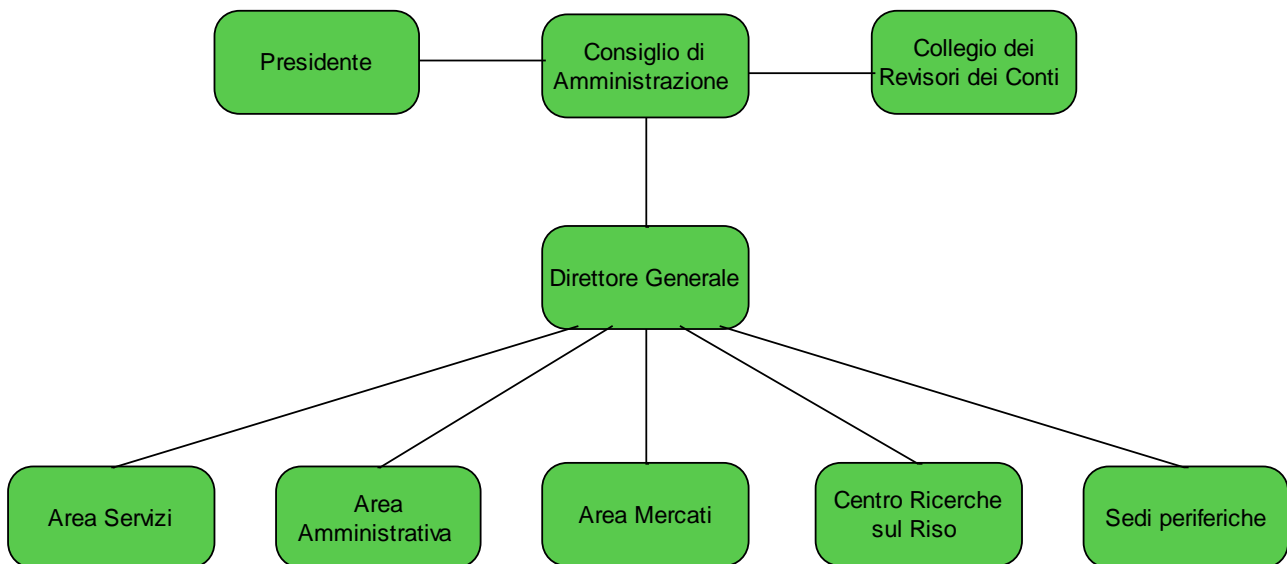 Presidente
Consiglio di
Amministrazione
Collegio dei
Revisori dei Conti
Direttore Generale
Area Servizi
Area
Amministrativa
Area Mercati
Centro Ricerche
sul Riso
Sedi periferiche